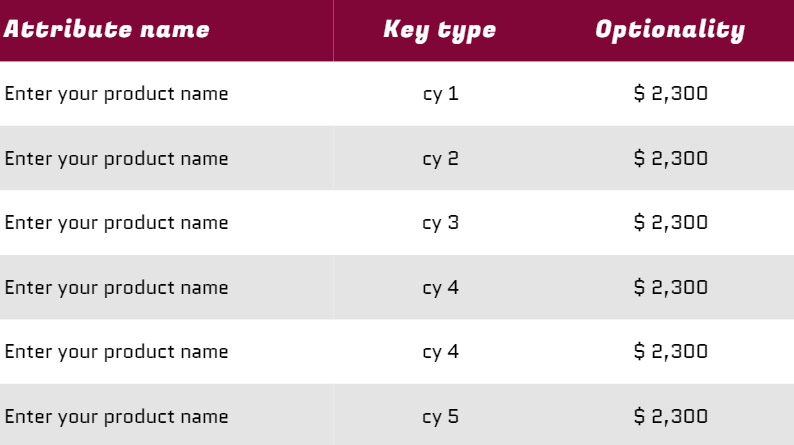 Attribute name Key type Optionality
Enter your product name cy 1 $ 2,300
Enter your product name cy 2 $ 2,300
Enter your product name cy 3 $ 2,300
Enter your product name cy 4 $ 2,300
Enter your product name cy 4 $ 2,300
Enter your product name cy 5 $ 2,300